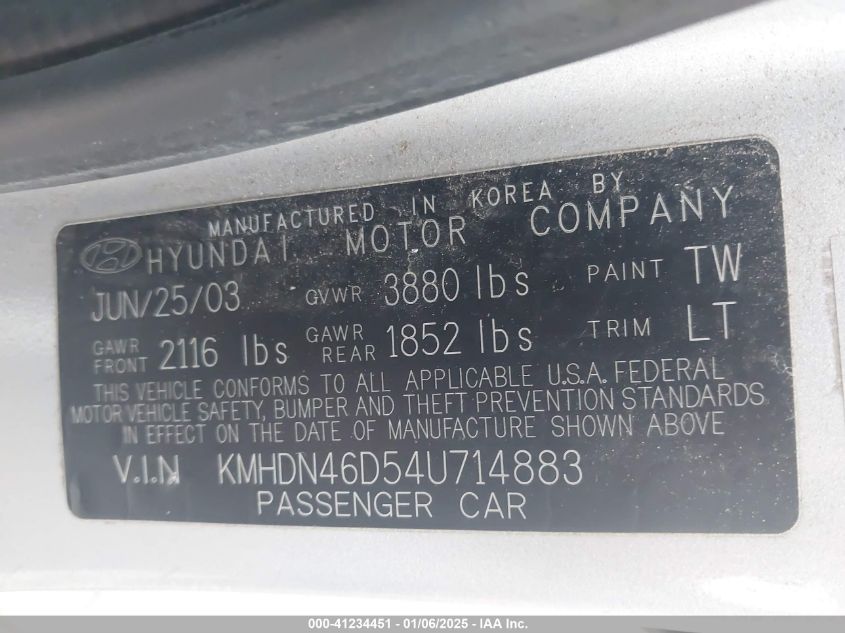 MANUFACTURED IN KOREA BY
HYUNDAI MOTOR COMPANY
JUN/25/03 GVWR 3880 lbs PAINT TW
GAWR FRONT 2116 lbs GAWR REAR 1852 lbs TRIM LT
THIS VEHICLE CONFORMS TO ALL APPLICABLE U.S.A. FEDERAL
MOTOR VEHICLE SAFETY, BUMPER AND THEFT PREVENTION STANDARDS
IN EFFECT ON THE DATE OF MANUFACTURE SHOWN ABOVE
V.I.N KMHDN46D54U714883
PASSENGER CAR
000-41234451 - 01/06/2025 - IAA Inc.